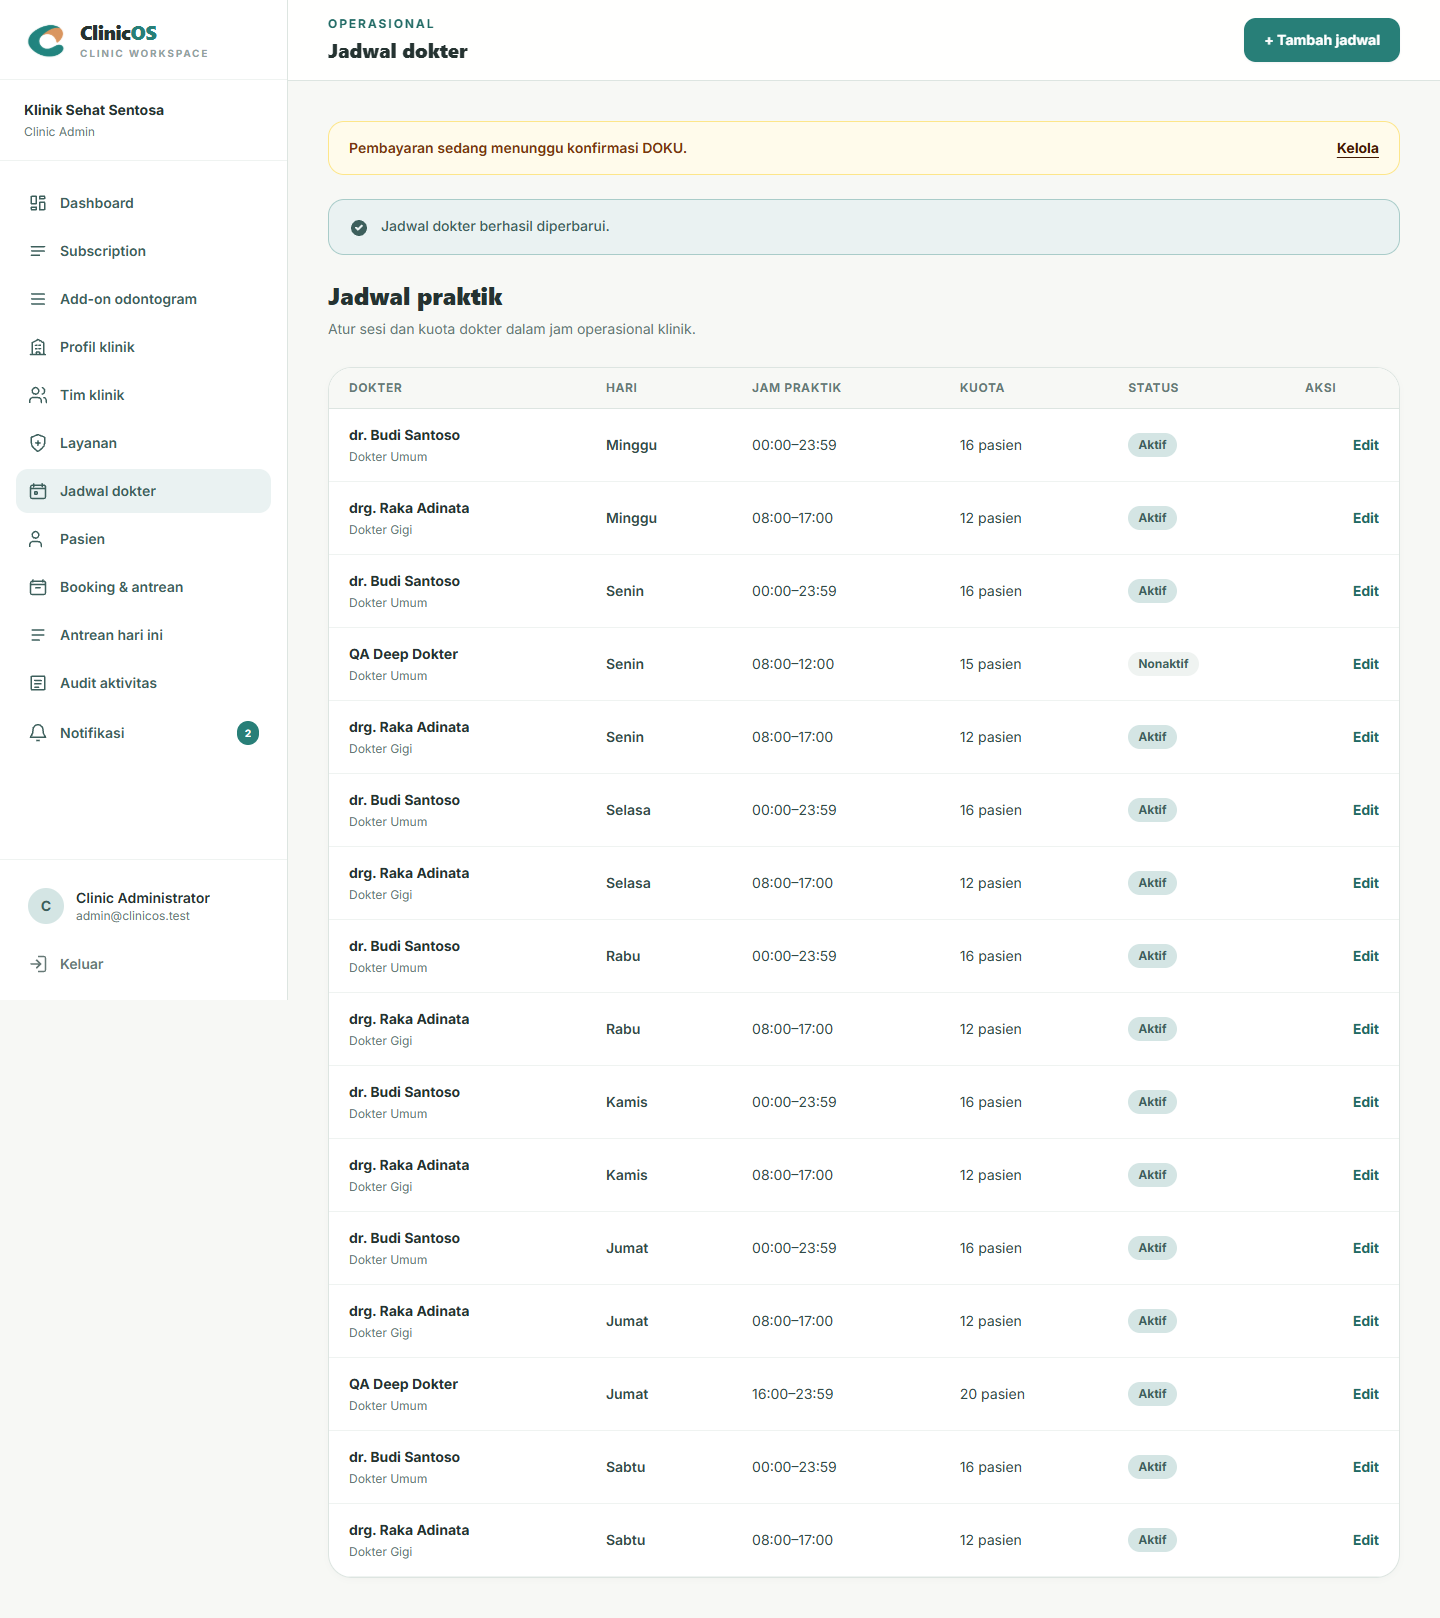 ClinicOS
CLINIC WORKSPACE
Klinik Sehat Sentosa
Clinic Admin
Dashboard
Subscription
Add-on odontogram
Profil klinik
Tim klinik
Layanan
Jadwal dokter
Pasien
Booking & antrean
Antrean hari ini
Audit aktivitas
Notifikasi 2
C
Clinic Administrator
admin@clinicos.test
Keluar
OPERASIONAL
Jadwal dokter
+ Tambah jadwal
Pembayaran sedang menunggu konfirmasi DOKU. Kelola
Jadwal dokter berhasil diperbarui.
Jadwal praktik
Atur sesi dan kuota dokter dalam jam operasional klinik.
DOKTER HARI JAM PRAKTIK KUOTA STATUS AKSI
dr. Budi Santoso
Dokter Umum
Minggu 00:00–23:59 16 pasien Aktif Edit
drg. Raka Adinata
Dokter Gigi
Minggu 08:00–17:00 12 pasien Aktif Edit
dr. Budi Santoso
Dokter Umum
Senin 00:00–23:59 16 pasien Aktif Edit
QA Deep Dokter
Dokter Umum
Senin 08:00–12:00 15 pasien Nonaktif Edit
drg. Raka Adinata
Dokter Gigi
Senin 08:00–17:00 12 pasien Aktif Edit
dr. Budi Santoso
Dokter Umum
Selasa 00:00–23:59 16 pasien Aktif Edit
drg. Raka Adinata
Dokter Gigi
Selasa 08:00–17:00 12 pasien Aktif Edit
dr. Budi Santoso
Dokter Umum
Rabu 00:00–23:59 16 pasien Aktif Edit
drg. Raka Adinata
Dokter Gigi
Rabu 08:00–17:00 12 pasien Aktif Edit
dr. Budi Santoso
Dokter Umum
Kamis 00:00–23:59 16 pasien Aktif Edit
drg. Raka Adinata
Dokter Gigi
Kamis 08:00–17:00 12 pasien Aktif Edit
dr. Budi Santoso
Dokter Umum
Jumat 00:00–23:59 16 pasien Aktif Edit
drg. Raka Adinata
Dokter Gigi
Jumat 08:00–17:00 12 pasien Aktif Edit
QA Deep Dokter
Dokter Umum
Jumat 16:00–23:59 20 pasien Aktif Edit
dr. Budi Santoso
Dokter Umum
Sabtu 00:00–23:59 16 pasien Aktif Edit
drg. Raka Adinata
Dokter Gigi
Sabtu 08:00–17:00 12 pasien Aktif Edit